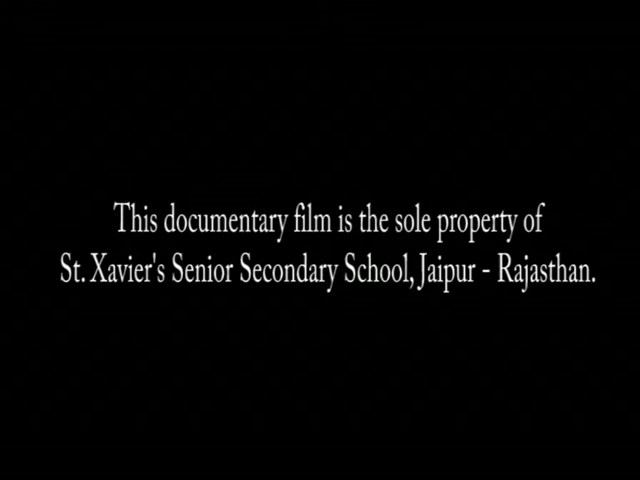 This documentary film is the sole property of
St. Xavier's Senior Secondary School, Jaipur - Rajasthan.